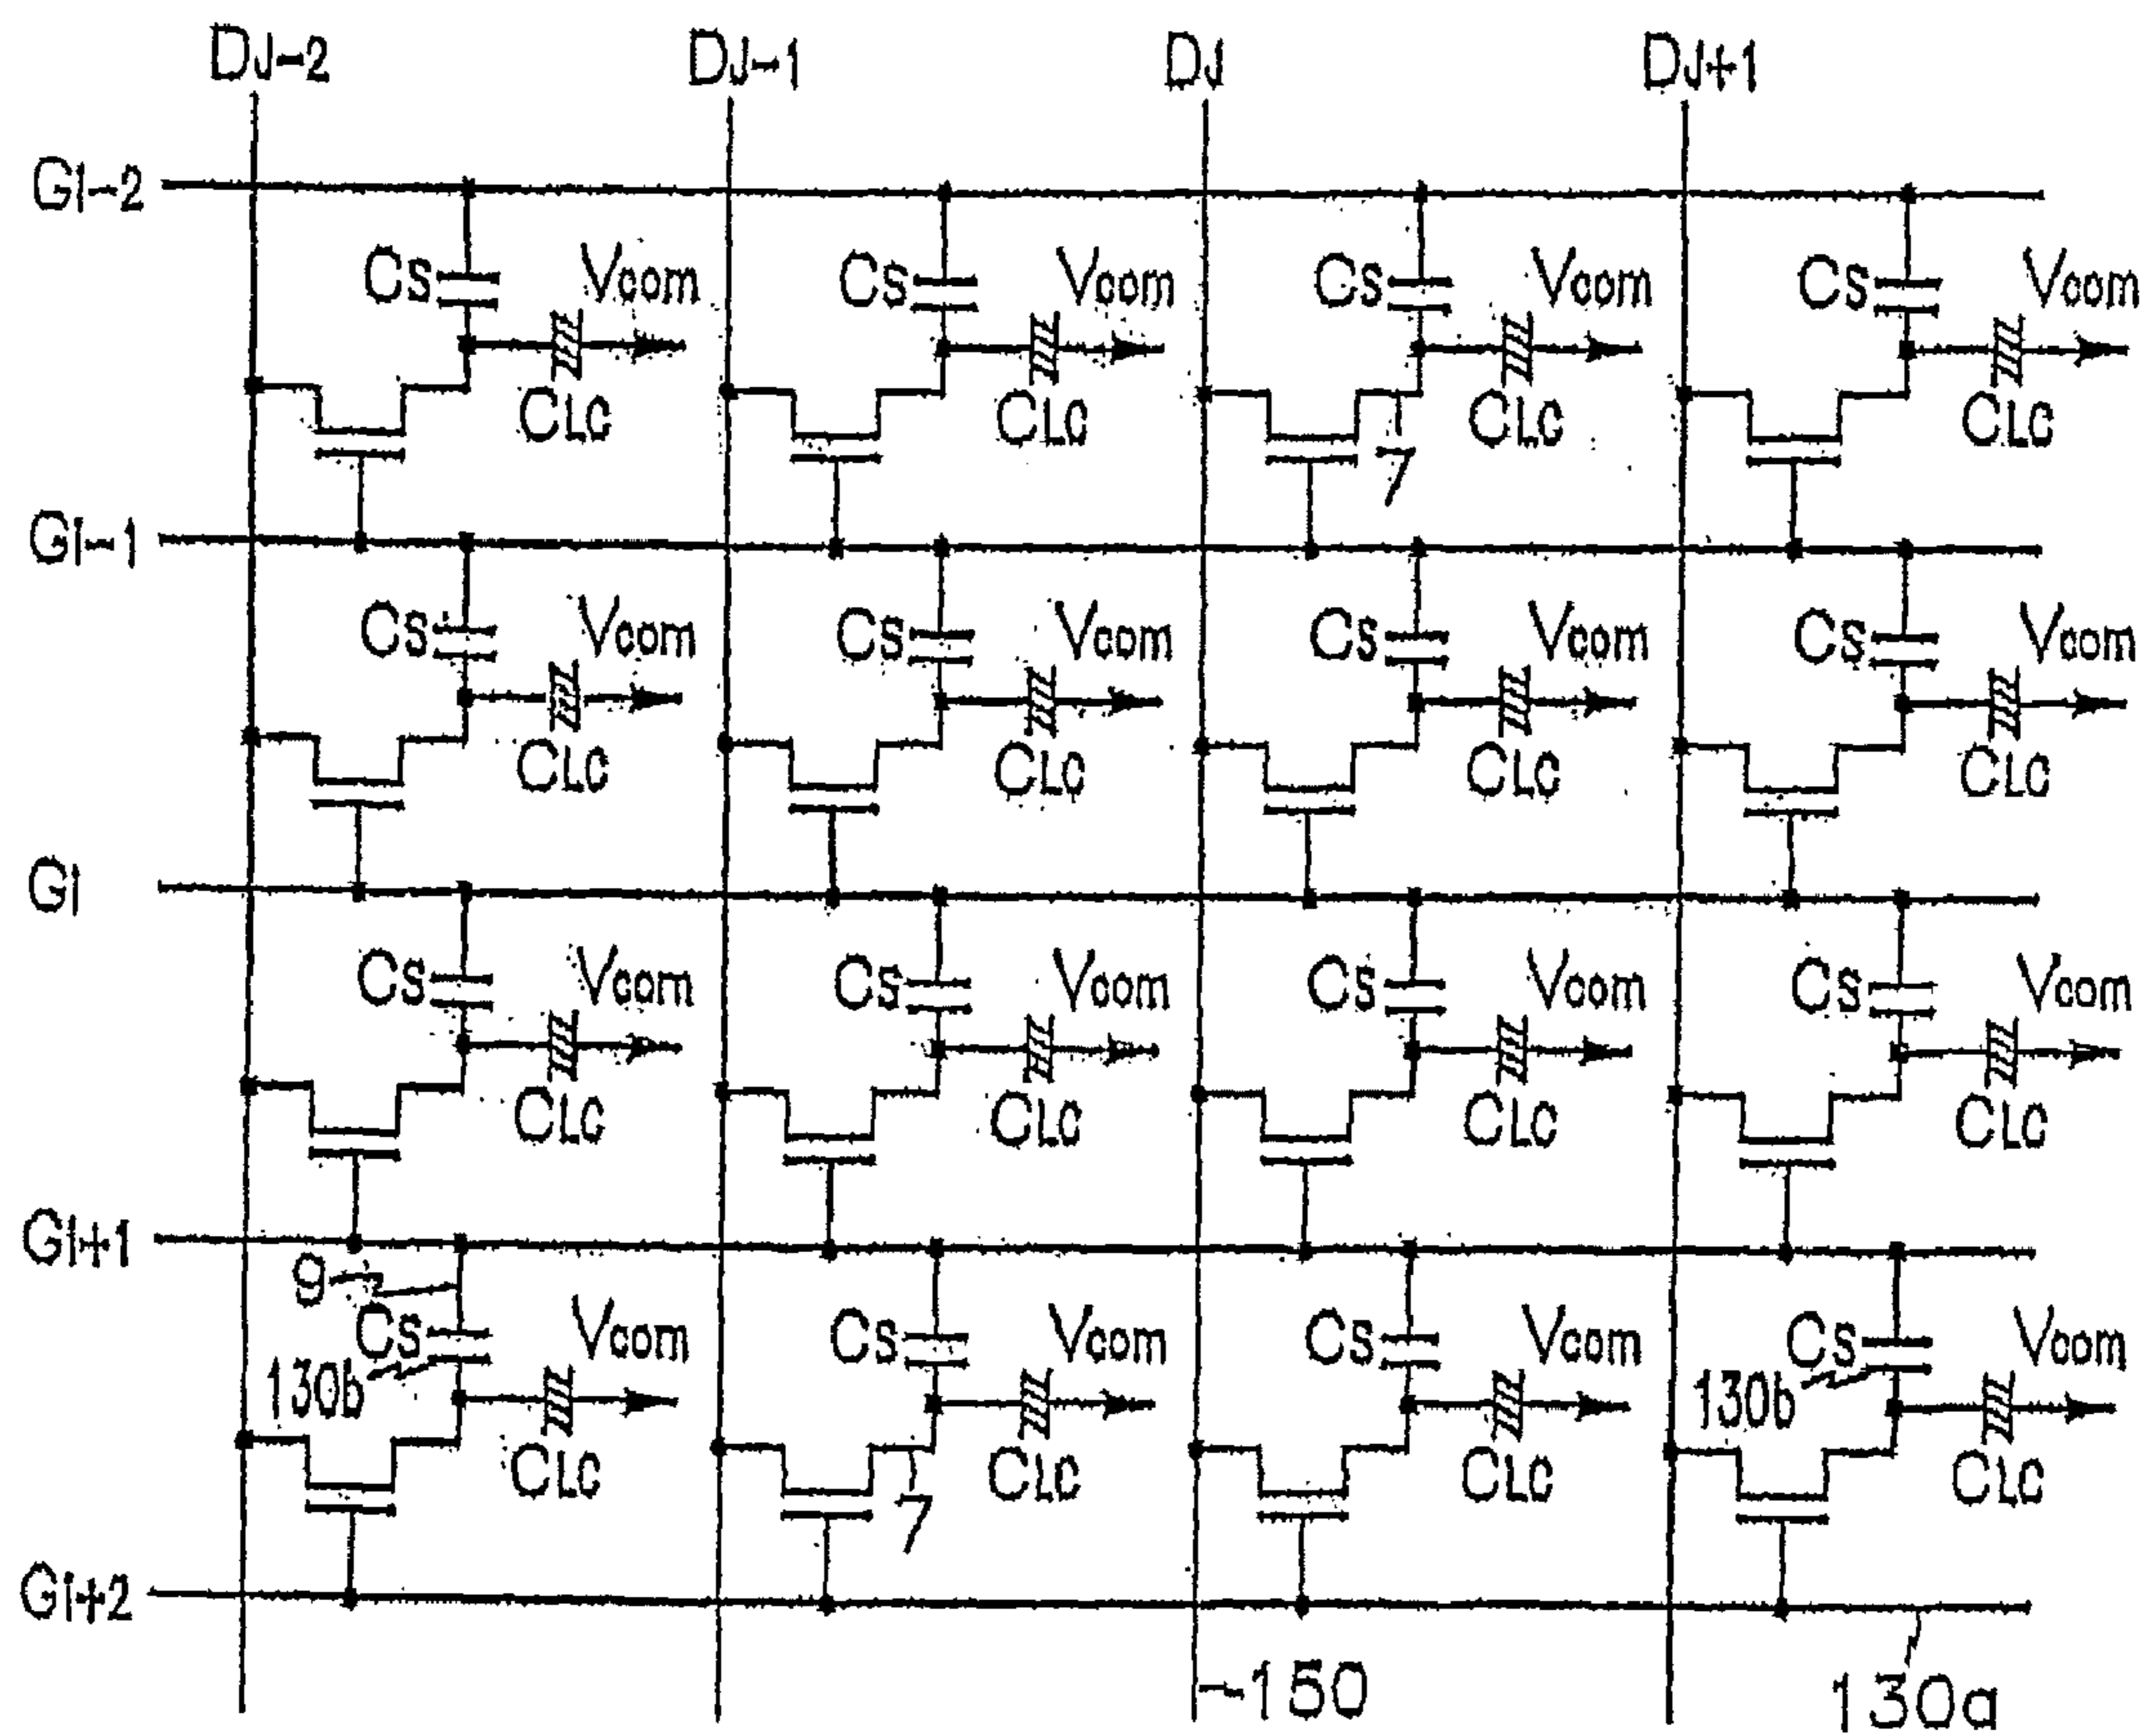 DJ-2 DJ-1 DJ DJ+1
Gi-2
Cs Vcom Cs Vcom Cs Vcom Cs Vcom
CLC CLC CLC CLC
7
Gi-1
Cs Vcom Cs Vcom Cs Vcom Cs Vcom
CLC CLC CLC CLC
Gi
Cs Vcom Cs Vcom Cs Vcom Cs Vcom
CLC CLC CLC CLC
Gi+1
9
Cs Vcom Cs Vcom Cs Vcom Cs Vcom
130b 130b
CLC CLC CLC CLC
7
Gi+2
150 130a